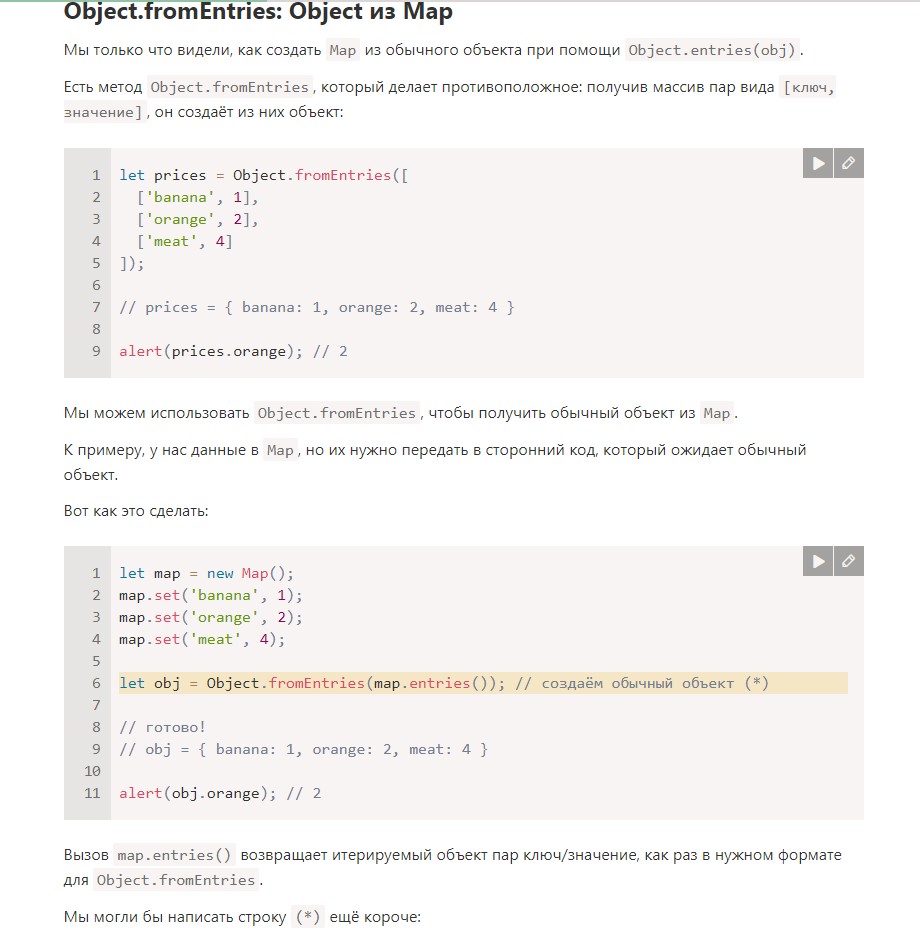 Object.fromEntries: Object из Map
Мы только что видели, как создать Map из обычного объекта при помощи Object.entries(obj).
Есть метод Object.fromEntries, который делает противоположное: получив массив пар вида [ключ,
значение], он создаёт из них объект:
1 let prices = Object.fromEntries([
2   ['banana', 1],
3   ['orange', 2],
4   ['meat', 4]
5 ]);
6
7 // prices = { banana: 1, orange: 2, meat: 4 }
8
9 alert(prices.orange); // 2
Мы можем использовать Object.fromEntries, чтобы получить обычный объект из Map.
К примеру, у нас данные в Map, но их нужно передать в сторонний код, который ожидает обычный
объект.
Вот как это сделать:
1 let map = new Map();
2 map.set('banana', 1);
3 map.set('orange', 2);
4 map.set('meat', 4);
5
6 let obj = Object.fromEntries(map.entries()); // создаём обычный объект (*)
7
8 // готово!
9 // obj = { banana: 1, orange: 2, meat: 4 }
10
11 alert(obj.orange); // 2
Вызов map.entries() возвращает итерируемый объект пар ключ/значение, как раз в нужном формате
для Object.fromEntries.
Мы могли бы написать строку (*) ещё короче: